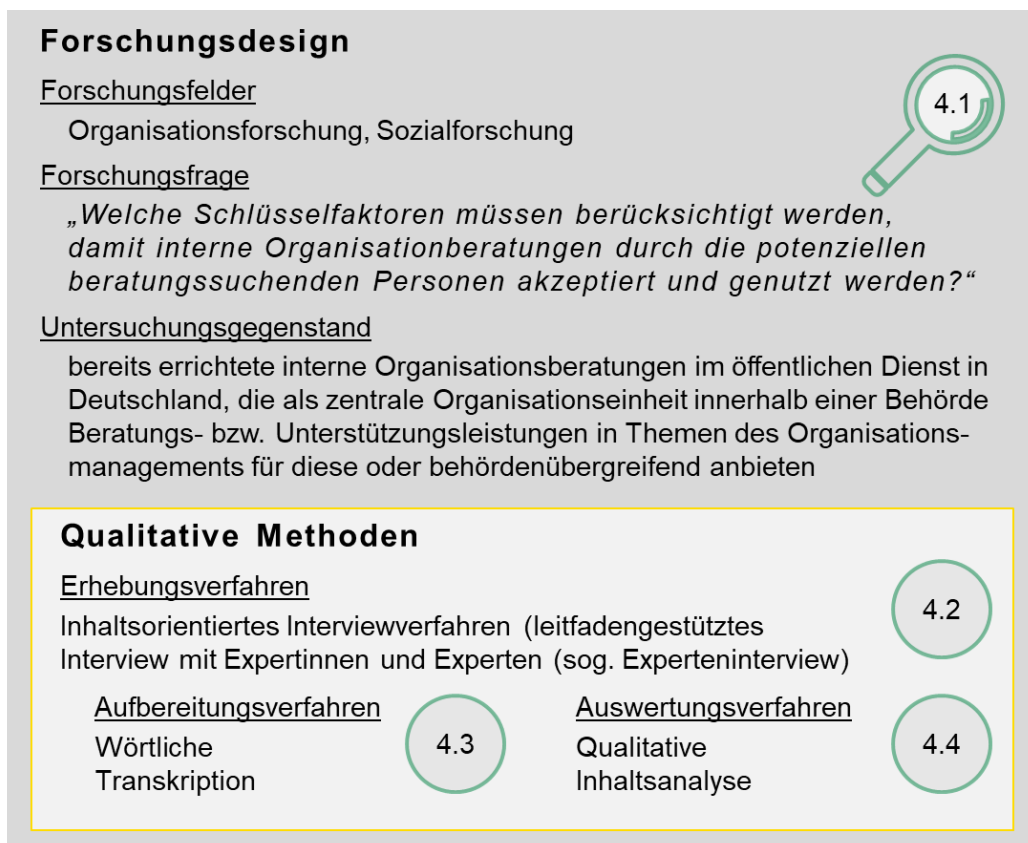 Forschungsdesign
Forschungsfelder
Organisationsforschung, Sozialforschung
4.1
Forschungsfrage
„Welche Schlüsselfaktoren müssen berücksichtigt werden,
damit interne Organisationberatungen durch die potenziellen
beratungssuchenden Personen akzeptiert und genutzt werden?“
Untersuchungsgegenstand
bereits errichtete interne Organisationsberatungen im öffentlichen Dienst in
Deutschland, die als zentrale Organisationseinheit innerhalb einer Behörde
Beratungs- bzw. Unterstützungsleistungen in Themen des Organisations-
managements für diese oder behördenübergreifend anbieten
Qualitative Methoden
Erhebungsverfahren
Inhaltsorientiertes Interviewverfahren (leitfadengestütztes
Interview mit Expertinnen und Experten (sog. Experteninterview)
4.2
Aufbereitungsverfahren
Wörtliche
Transkription
4.3
Auswertungsverfahren
Qualitative
Inhaltsanalyse
4.4